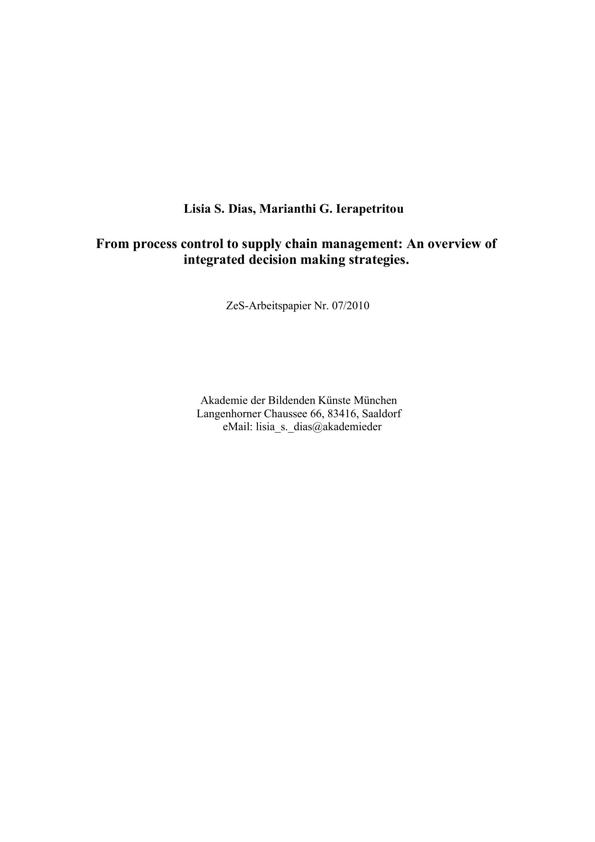 Lisia S. Dias, Marianthi G. Ierapetritou
From process control to supply chain management: An overview of
integrated decision making strategies.
ZeS-Arbeitspapier Nr. 07/2010
Akademie der Bildenden Künste München
Langenhorner Chaussee 66, 83416, Saaldorf
eMail: lisia_s._dias@akademieder